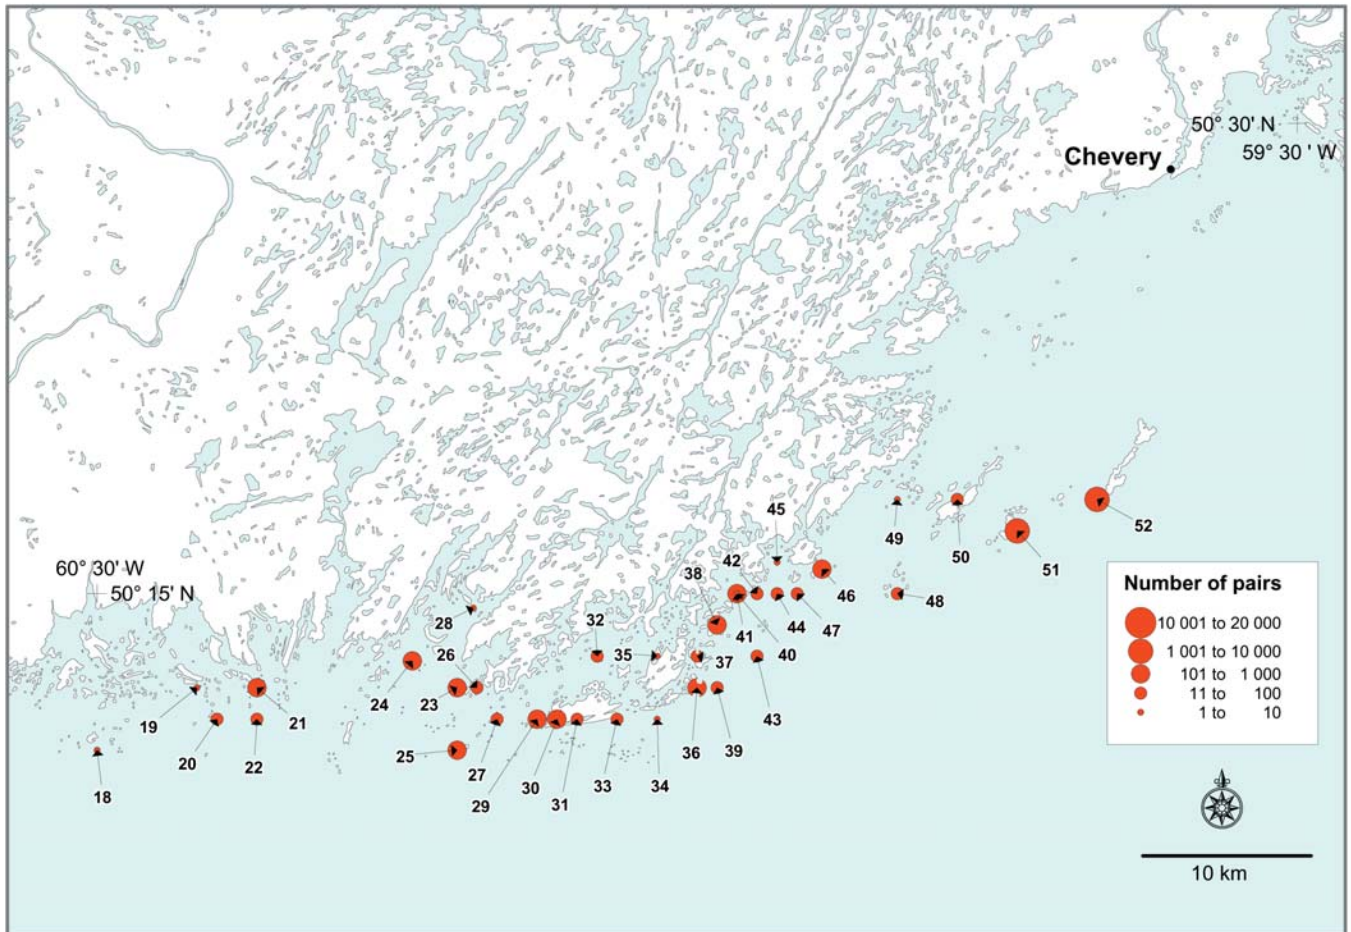 50° 30' N
59° 30' W
Chevery
52
45
49
50
51
60° 30' W
50° 15' N
38
42
46
48
28
32
41
44
47
26
35
37
40
24
23
43
19
21
20
22
25
27
36
39
18
29
30
31
33
34
Number of pairs
10 001 to 20 000
1 001 to 10 000
101 to 1 000
11 to 100
1 to 10
10 km